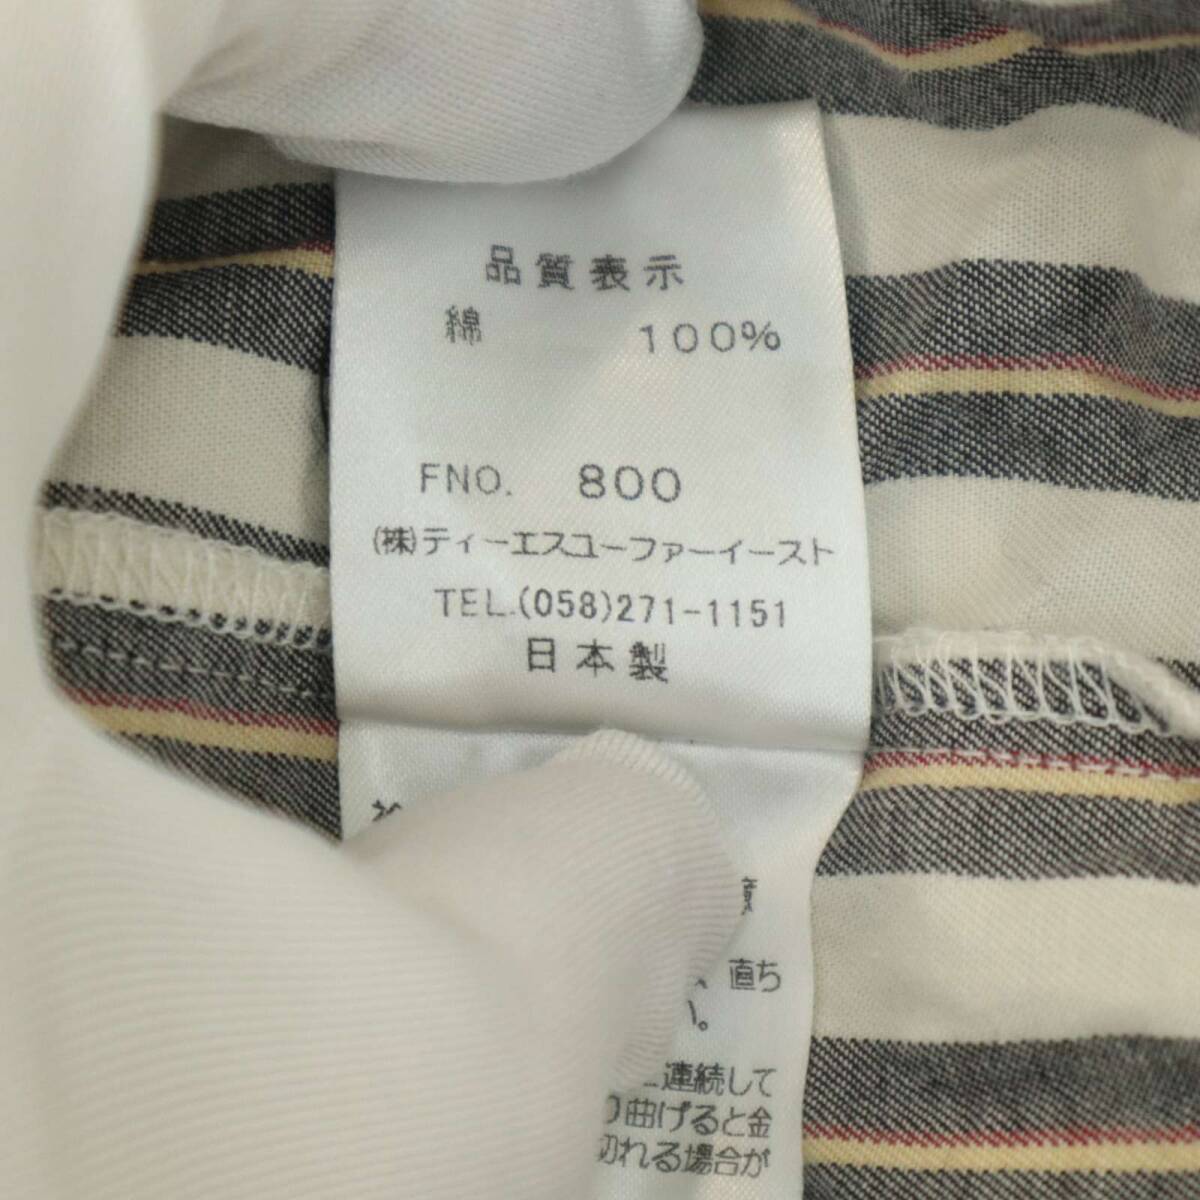 品質表示
綿 100%
FNO. 800
(株)ティーエスユーファーイースト
TEL.(058)271-1151
日本製
直ち
い。
連続して
曲げると金
切れる場合が